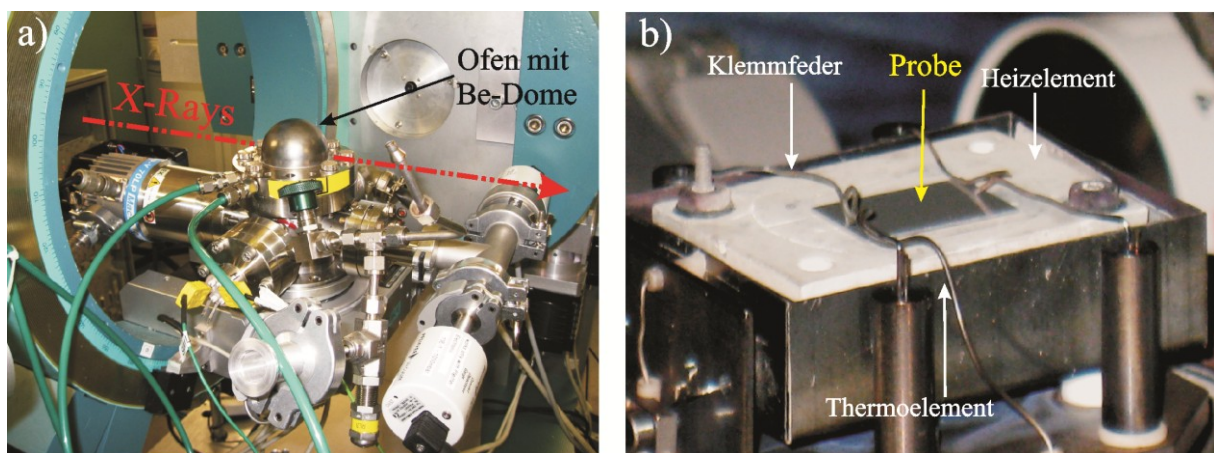 a)
Ofen mit
Be-Dome
X-Rays
b)
Klemmfeder
Probe
Heizelement
Thermoelement